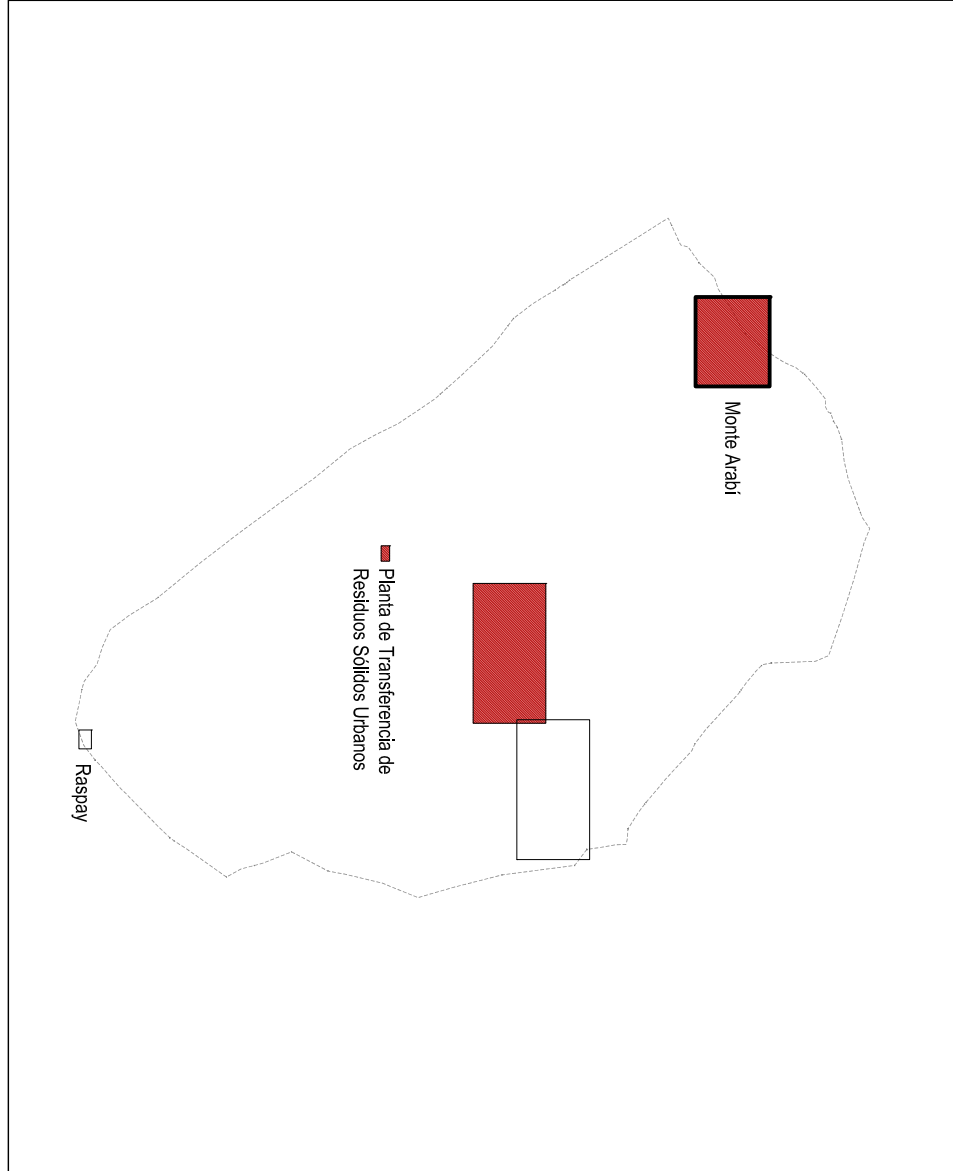 Monte Arabí
Planta de Transferencia de
Residuos Sólidos Urbanos
Raspay